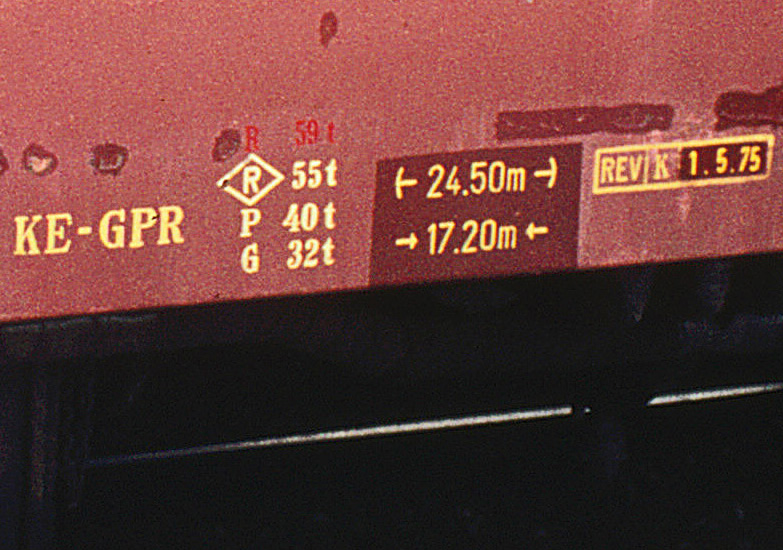 KE-GPR
R 59 t
R 55t
P 40t
G 32t
24.50m
17.20m
REV K 1.5.75